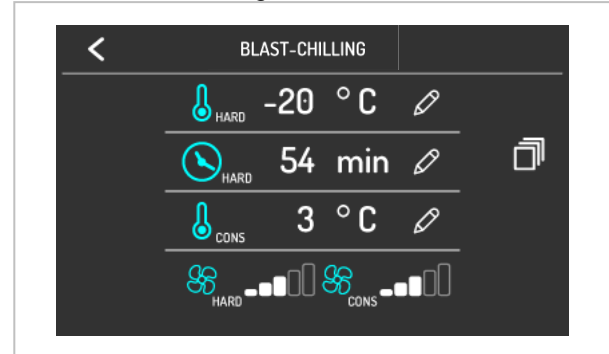 BLAST-CHILLING
HARD -20 °C
HARD 54 min
CONS 3 °C
HARD CONS